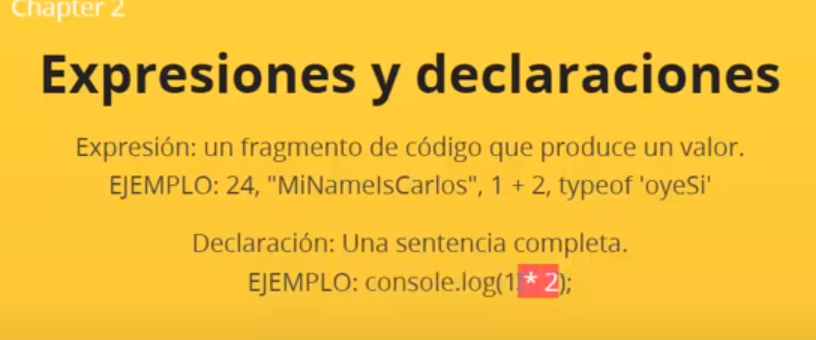 Chapter 2
Expresiones y declaraciones
Expresión: un fragmento de código que produce un valor.
EJEMPLO: 24, "MiNameIsCarlos", 1 + 2, typeof 'oyeSi'
Declaración: Una sentencia completa.
EJEMPLO: console.log(1 * 2);